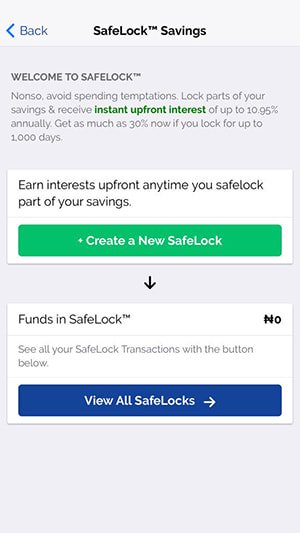 Back
SafeLock™ Savings
WELCOME TO SAFELOCK™
Nonso, avoid spending temptations. Lock parts of your
savings & receive instant upfront interest of up to 10.95%
annually. Get as much as 30% now if you lock for up to
1,000 days.
Earn interests upfront anytime you safelock
part of your savings.
+ Create a New SafeLock
Funds in SafeLock™
₦0
See all your SafeLock Transactions with the button
below.
View All SafeLocks →